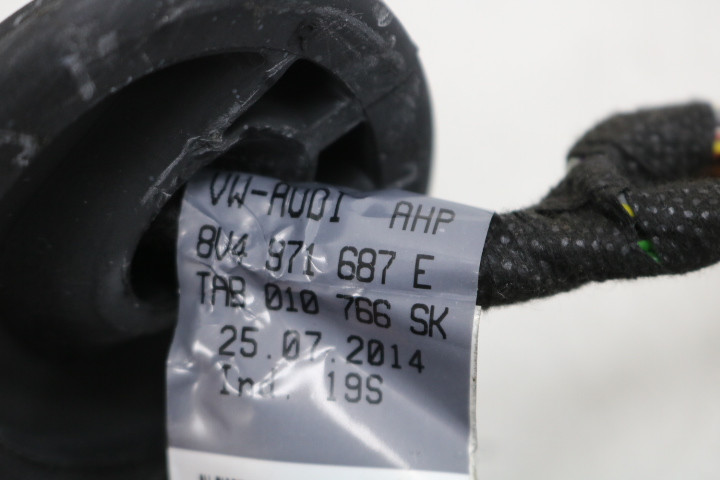 VW-AUDI AHP
8V4 971 687 E
TAB 010 766 SK
25.07.2014
Ind. 19S